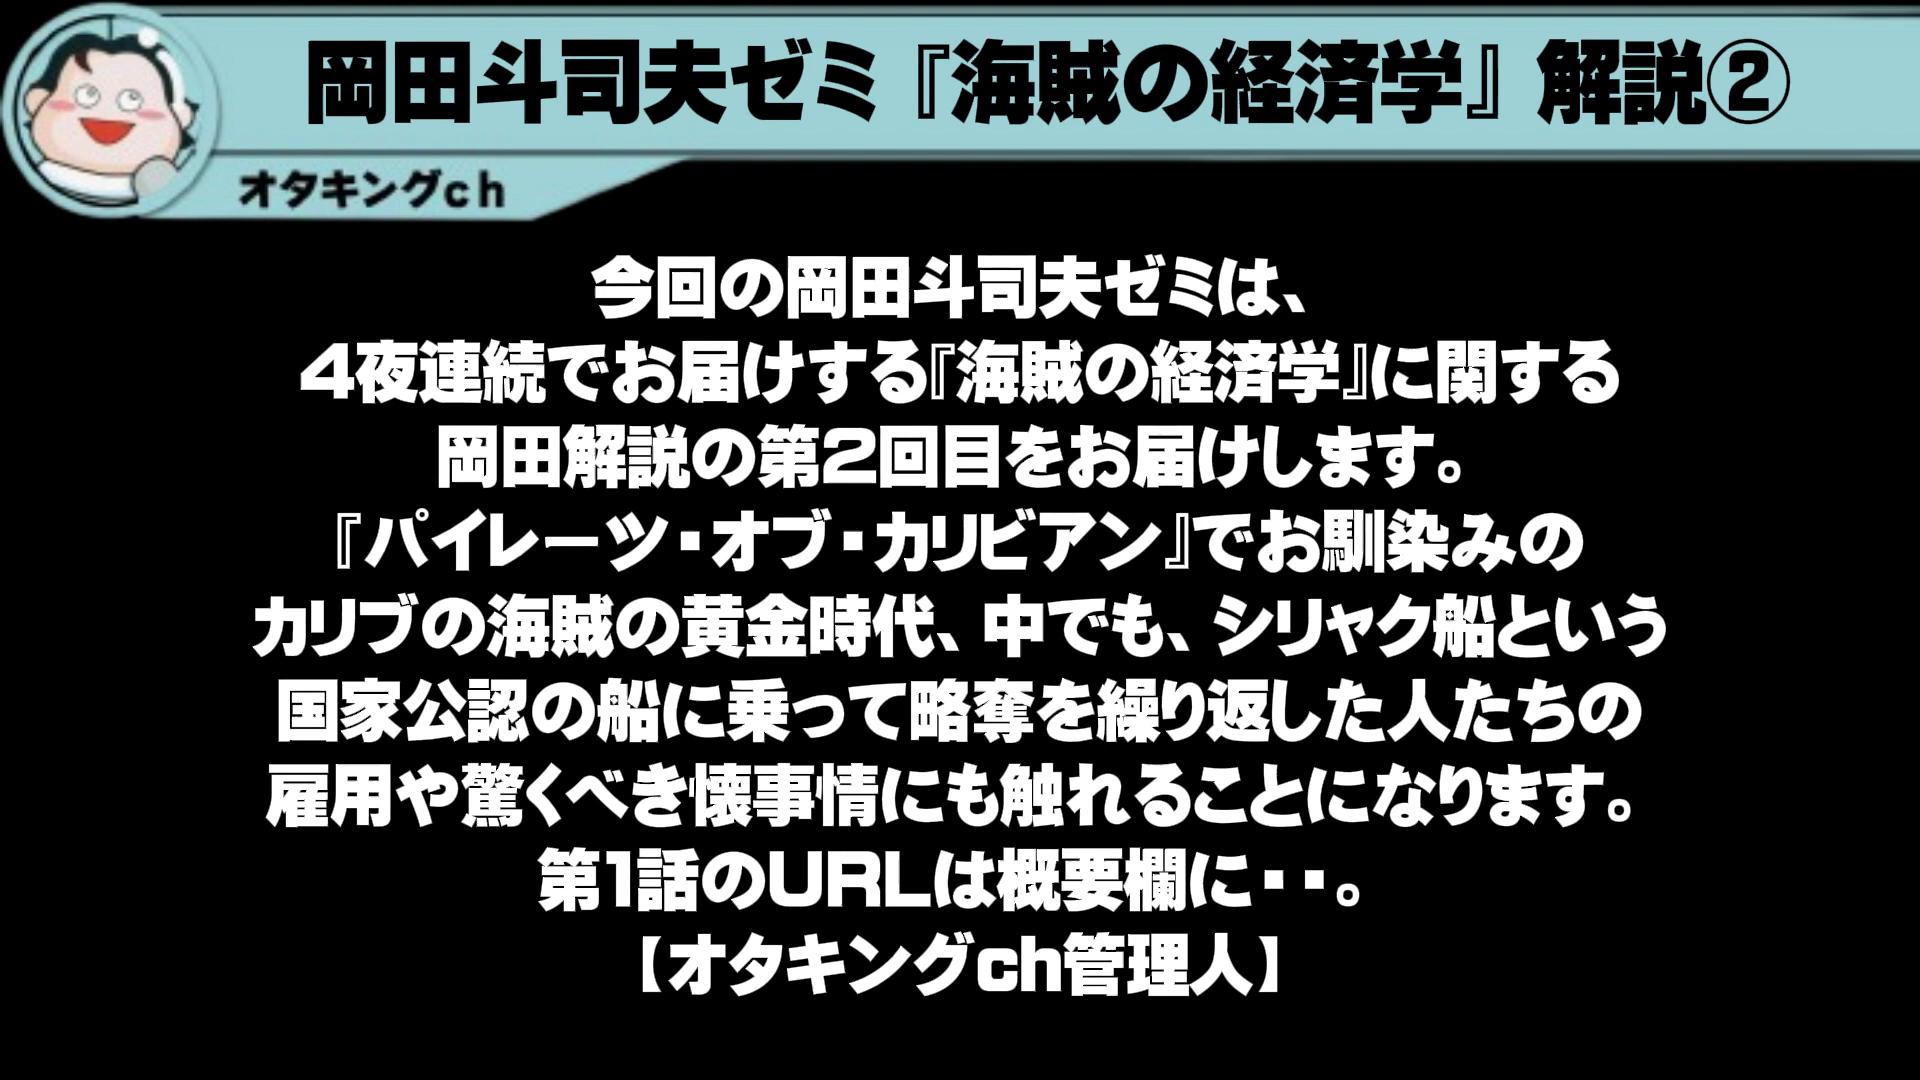 岡田斗司夫ゼミ『海賊の経済学』解説②
オタキングch
今回の岡田斗司夫ゼミは、
4夜連続でお届けする『海賊の経済学』に関する
岡田解説の第2回目をお届けします。
『パイレーツ・オブ・カリビアン』でお馴染みの
カリブの海賊の黄金時代、中でも、シリャク船という
国家公認の船に乗って略奪を繰り返した人たちの
雇用や驚くべき懐事情にも触れることになります。
第1話のURLは概要欄に・・。
【オタキングch管理人】